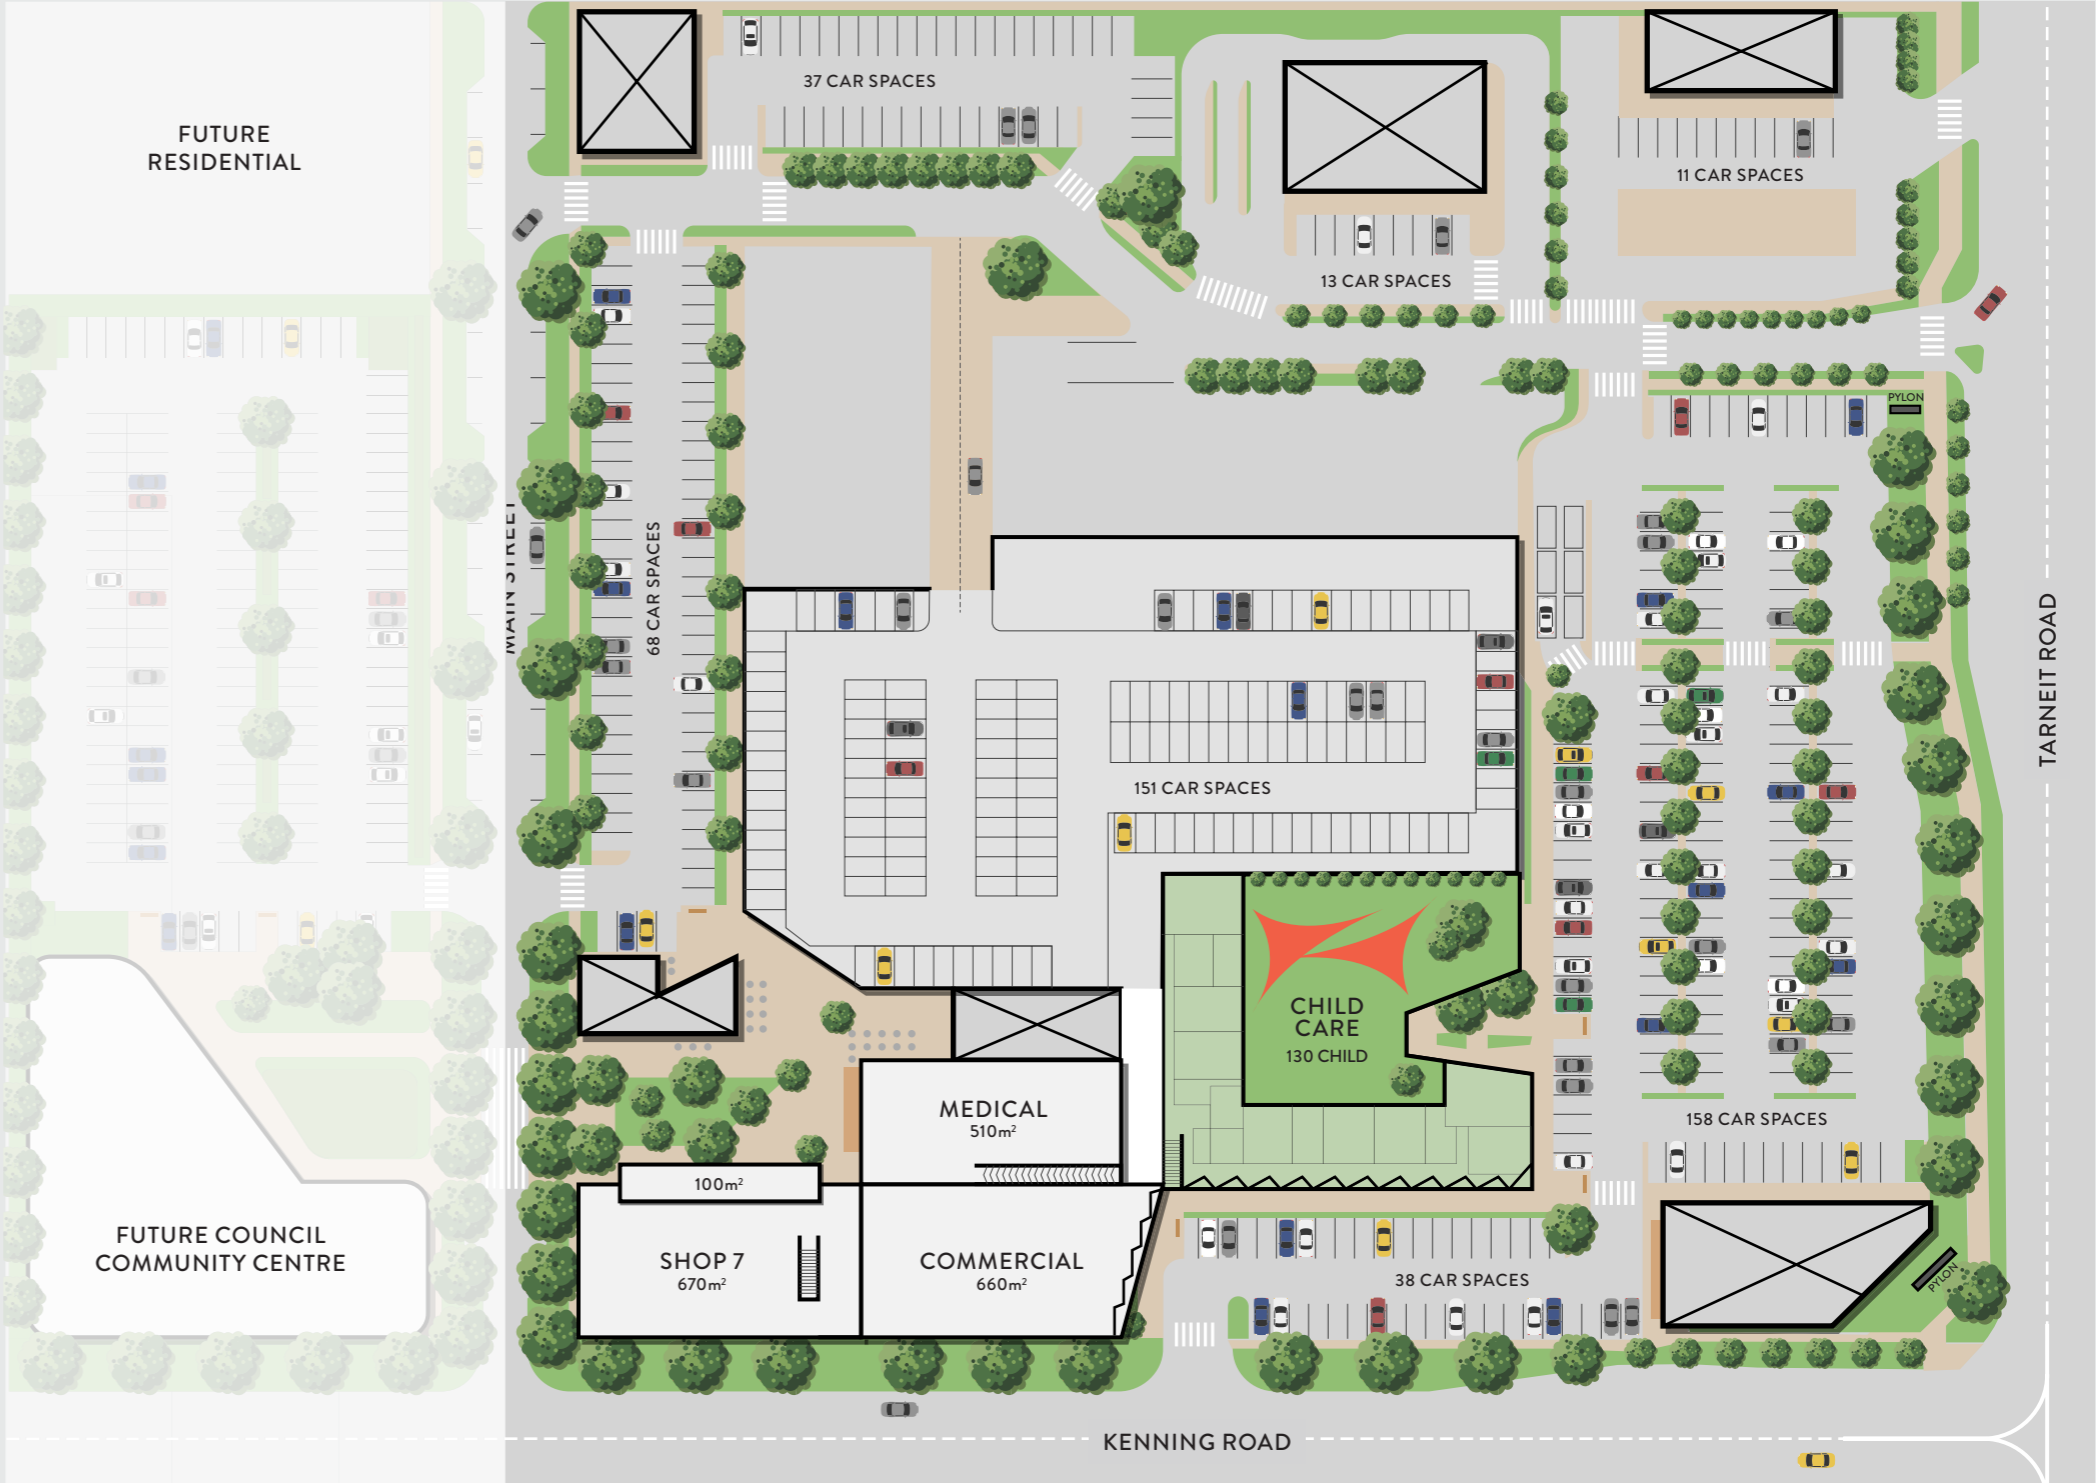 37 CAR SPACES
FUTURE
RESIDENTIAL
11 CAR SPACES
13 CAR SPACES
PYLON
MAIN STREET
68 CAR SPACES
TARNEIT ROAD
151 CAR SPACES
CHILD
CARE
130 CHILD
MEDICAL
510m²
158 CAR SPACES
100m²
FUTURE COUNCIL
COMMUNITY CENTRE
SHOP 7
670m²
COMMERCIAL
660m²
38 CAR SPACES
PYLON
KENNING ROAD